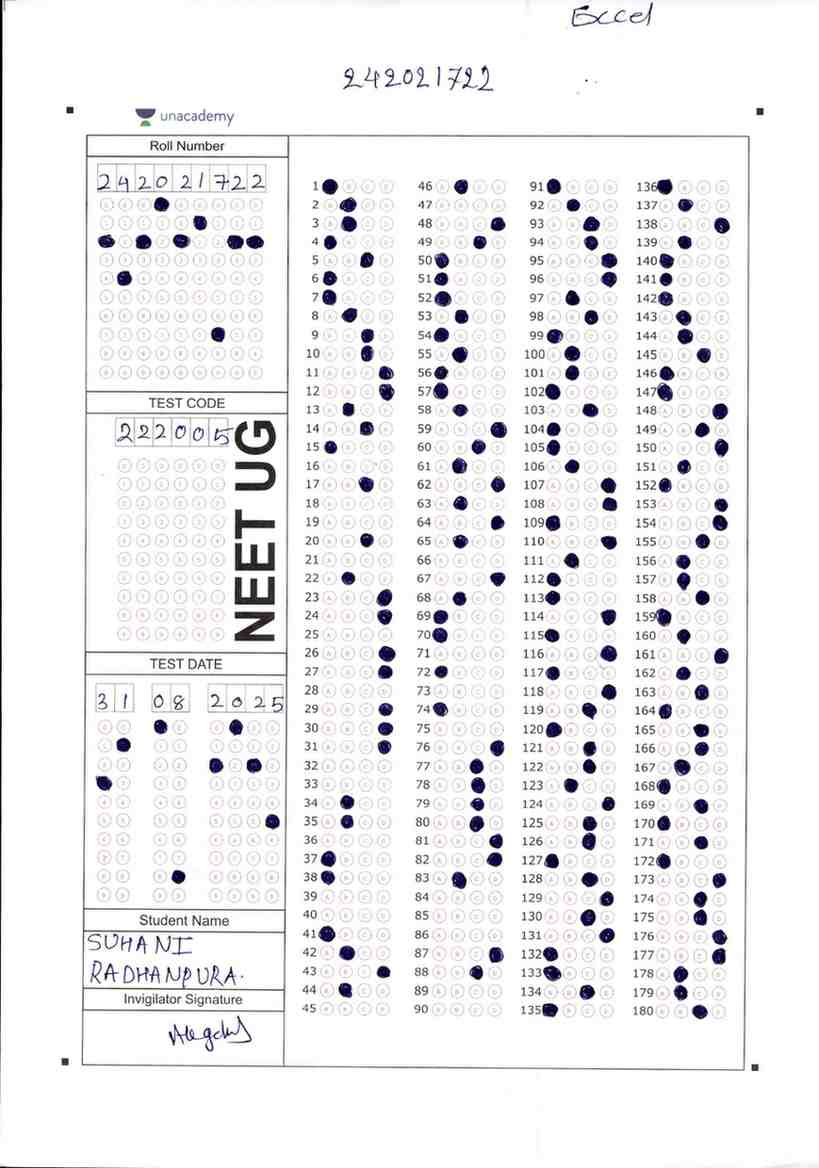 Excel
242021722
unacademy
Roll Number
2 4 2 0 2 1 7 2 2
TEST CODE
2 2 2 0 0 5
NEET UG
TEST DATE
3 1 0 8 2 0 2 5
Student Name
SUHANI
RADHANPURA.
Invigilator Signature
1 46 91 136
2 47 92 137
3 48 93 138
4 49 94 139
5 50 95 140
6 51 96 141
7 52 97 142
8 53 98 143
9 54 99 144
10 55 100 145
11 56 101 146
12 57 102 147
13 58 103 148
14 59 104 149
15 60 105 150
16 61 106 151
17 62 107 152
18 63 108 153
19 64 109 154
20 65 110 155
21 66 111 156
22 67 112 157
23 68 113 158
24 69 114 159
25 70 115 160
26 71 116 161
27 72 117 162
28 73 118 163
29 74 119 164
30 75 120 165
31 76 121 166
32 77 122 167
33 78 123 168
34 79 124 169
35 80 125 170
36 81 126 171
37 82 127 172
38 83 128 173
39 84 129 174
40 85 130 175
41 86 131 176
42 87 132 177
43 88 133 178
44 89 134 179
45 90 135 180